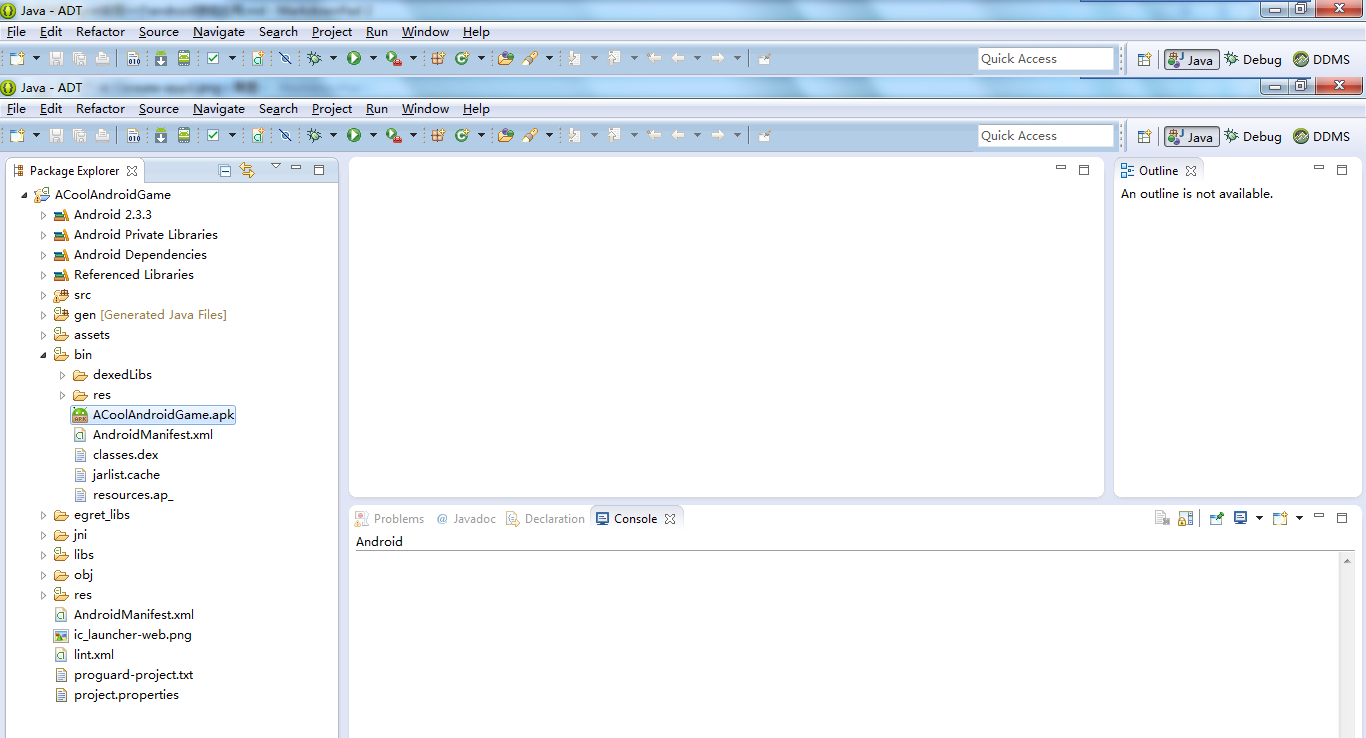 Java - ADT
File Edit Refactor Source Navigate Search Project Run Window Help
Quick Access Java Debug DDMS
Java - ADT
File Edit Refactor Source Navigate Search Project Run Window Help
Quick Access Java Debug DDMS
Package Explorer
ACoolAndroidGame
Android 2.3.3
Android Private Libraries
Android Dependencies
Referenced Libraries
src
gen [Generated Java Files]
assets
bin
dexedLibs
res
ACoolAndroidGame.apk
AndroidManifest.xml
classes.dex
jarlist.cache
resources.ap_
egret_libs
jni
libs
obj
res
AndroidManifest.xml
ic_launcher-web.png
lint.xml
proguard-project.txt
project.properties
Outline
An outline is not available.
Problems @ Javadoc Declaration Console
Android